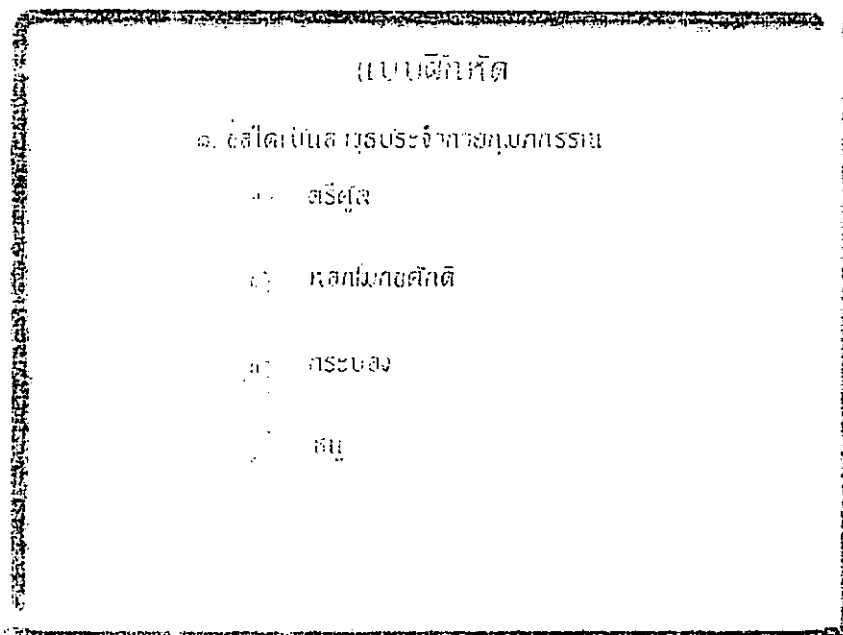 แบบฝึกหัด
๑. ข้อใดเป็นอาวุธประจำกายกุมภกรรณ
ตรีศูล
หอกโมกขศักดิ์
กระบอง
ธนู